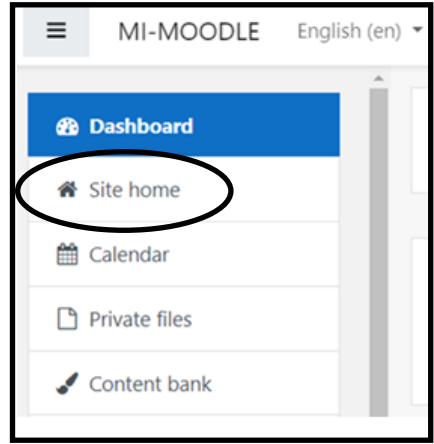 MI-MOODLE English (en)
Dashboard
Site home
Calendar
Private files
Content bank